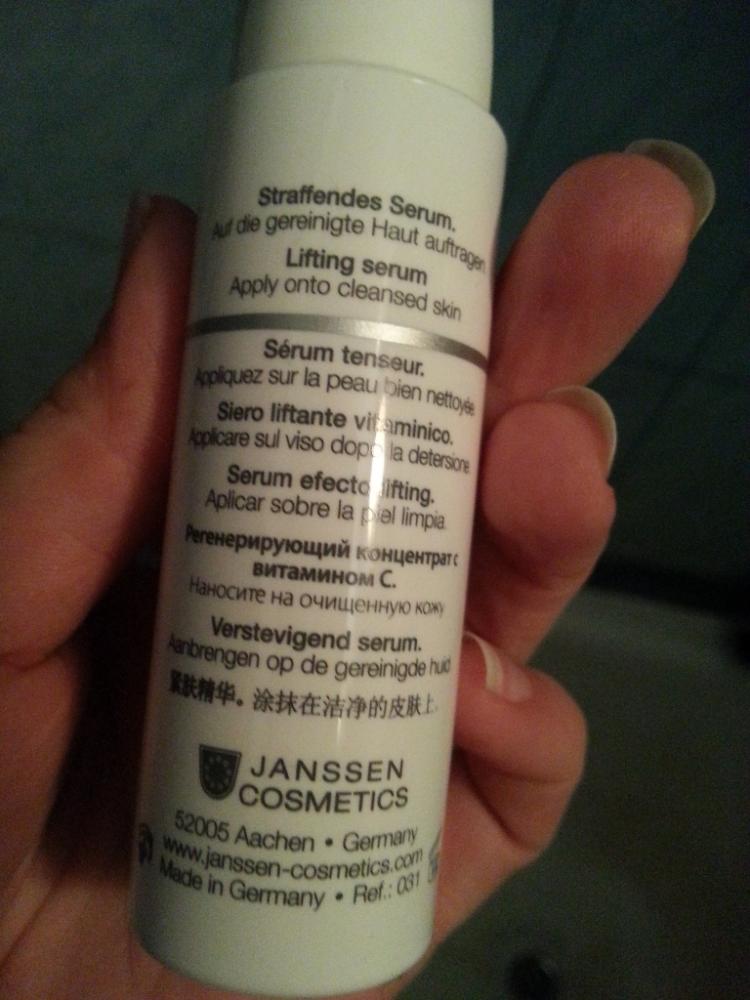 Straffendes Serum.
Auf die gereinigte Haut auftragen
Lifting serum
Apply onto cleansed skin
Sérum tenseur.
Appliquez sur la peau bien nettoyée
Siero liftante vitaminico.
Applicare sul viso dopo la detersione
Serum efecto lifting.
Aplicar sobre la piel limpia.
Регенерирующий концентрат с
витамином С.
Наносите на очищенную кожу
Verstevigend serum.
Aanbrengen op de gereinigde huid
紧肤精华。涂抹在洁净的皮肤上。
JANSSEN
COSMETICS
52005 Aachen • Germany
www.janssen-cosmetics.com
Made in Germany • Ref.: 031